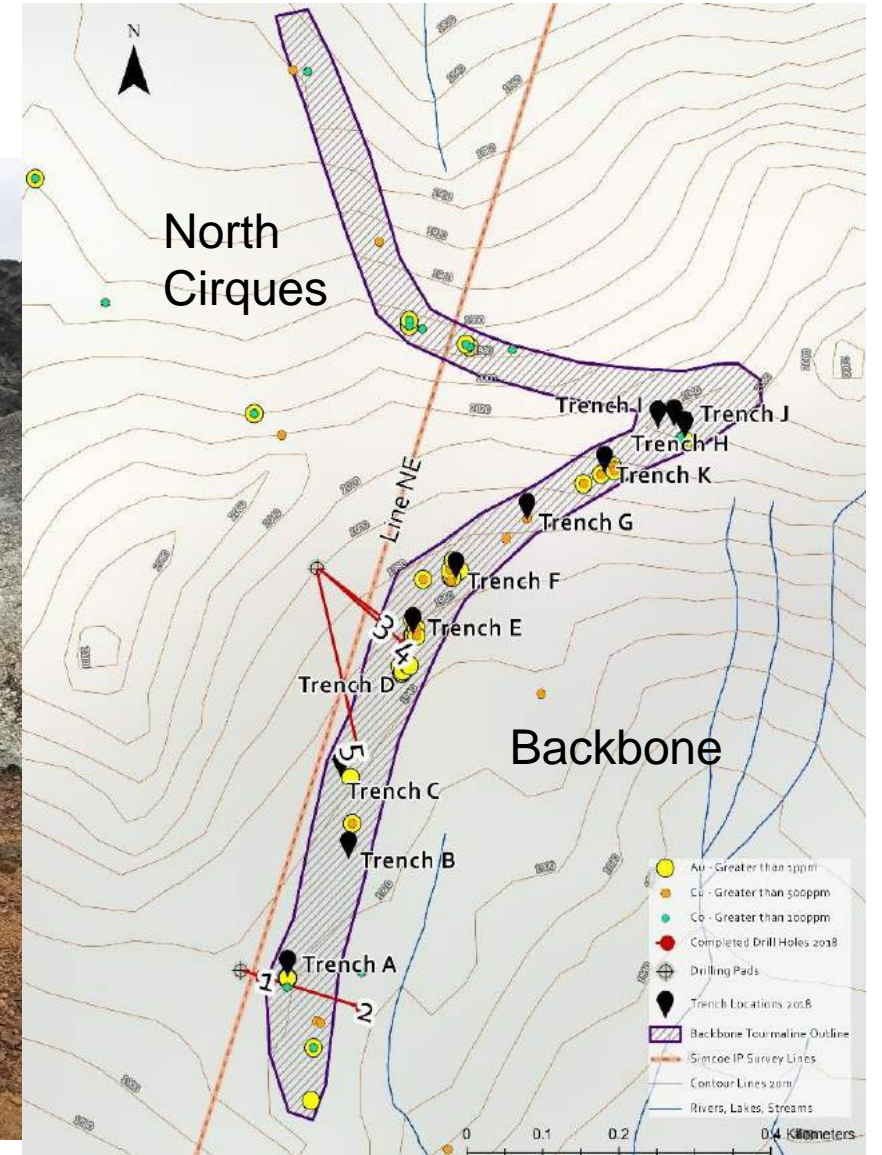 N
North
Cirques
Line NE
Trench I
Trench J
Trench H
Trench K
Trench G
Trench F
Trench E
3
4
Trench D
5
Backbone
Trench C
Trench B
Trench A
1
2
Au - Greater than 1ppm
Cu - Greater than 500ppm
Co - Greater than 100ppm
Completed Drill Holes 2018
Drilling Pads
Trench Locations 2018
Backbone Tourmaline Outline
Simcoe IP Survey Lines
Contour Lines 20m
Rivers, Lakes, Streams
0 0.1 0.2 0.4